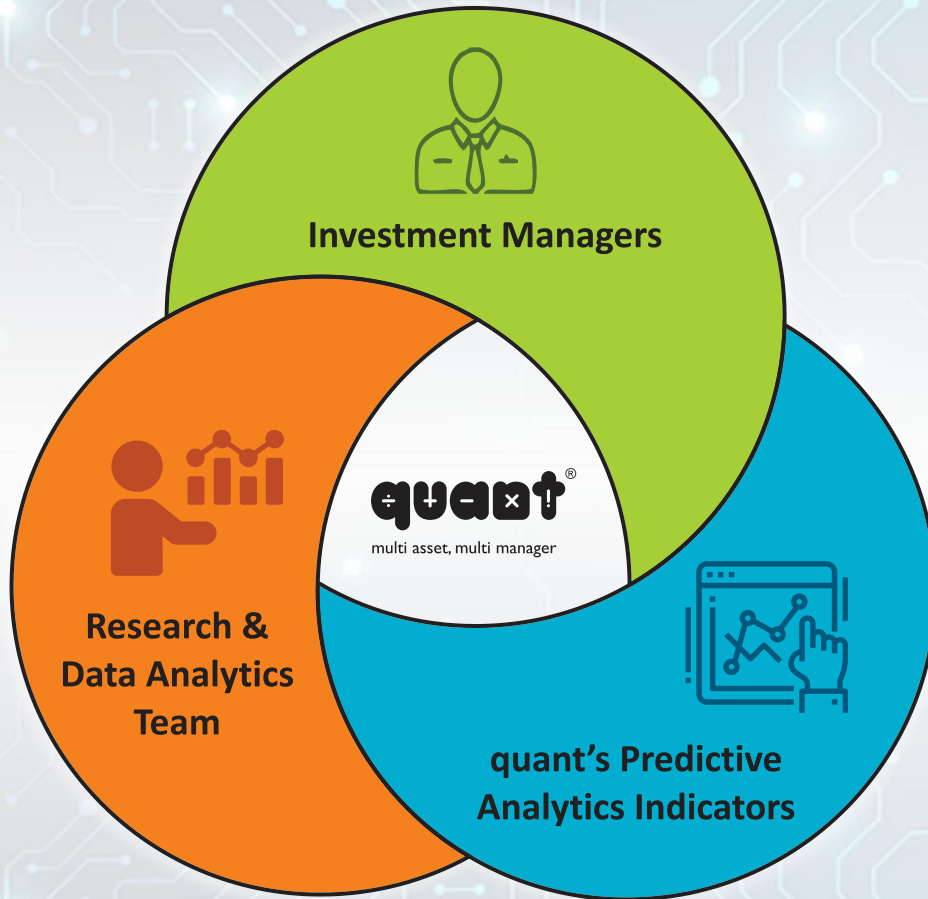 Investment Managers
quant®
multi asset, multi manager
Research &
Data Analytics
Team
quant’s Predictive
Analytics Indicators